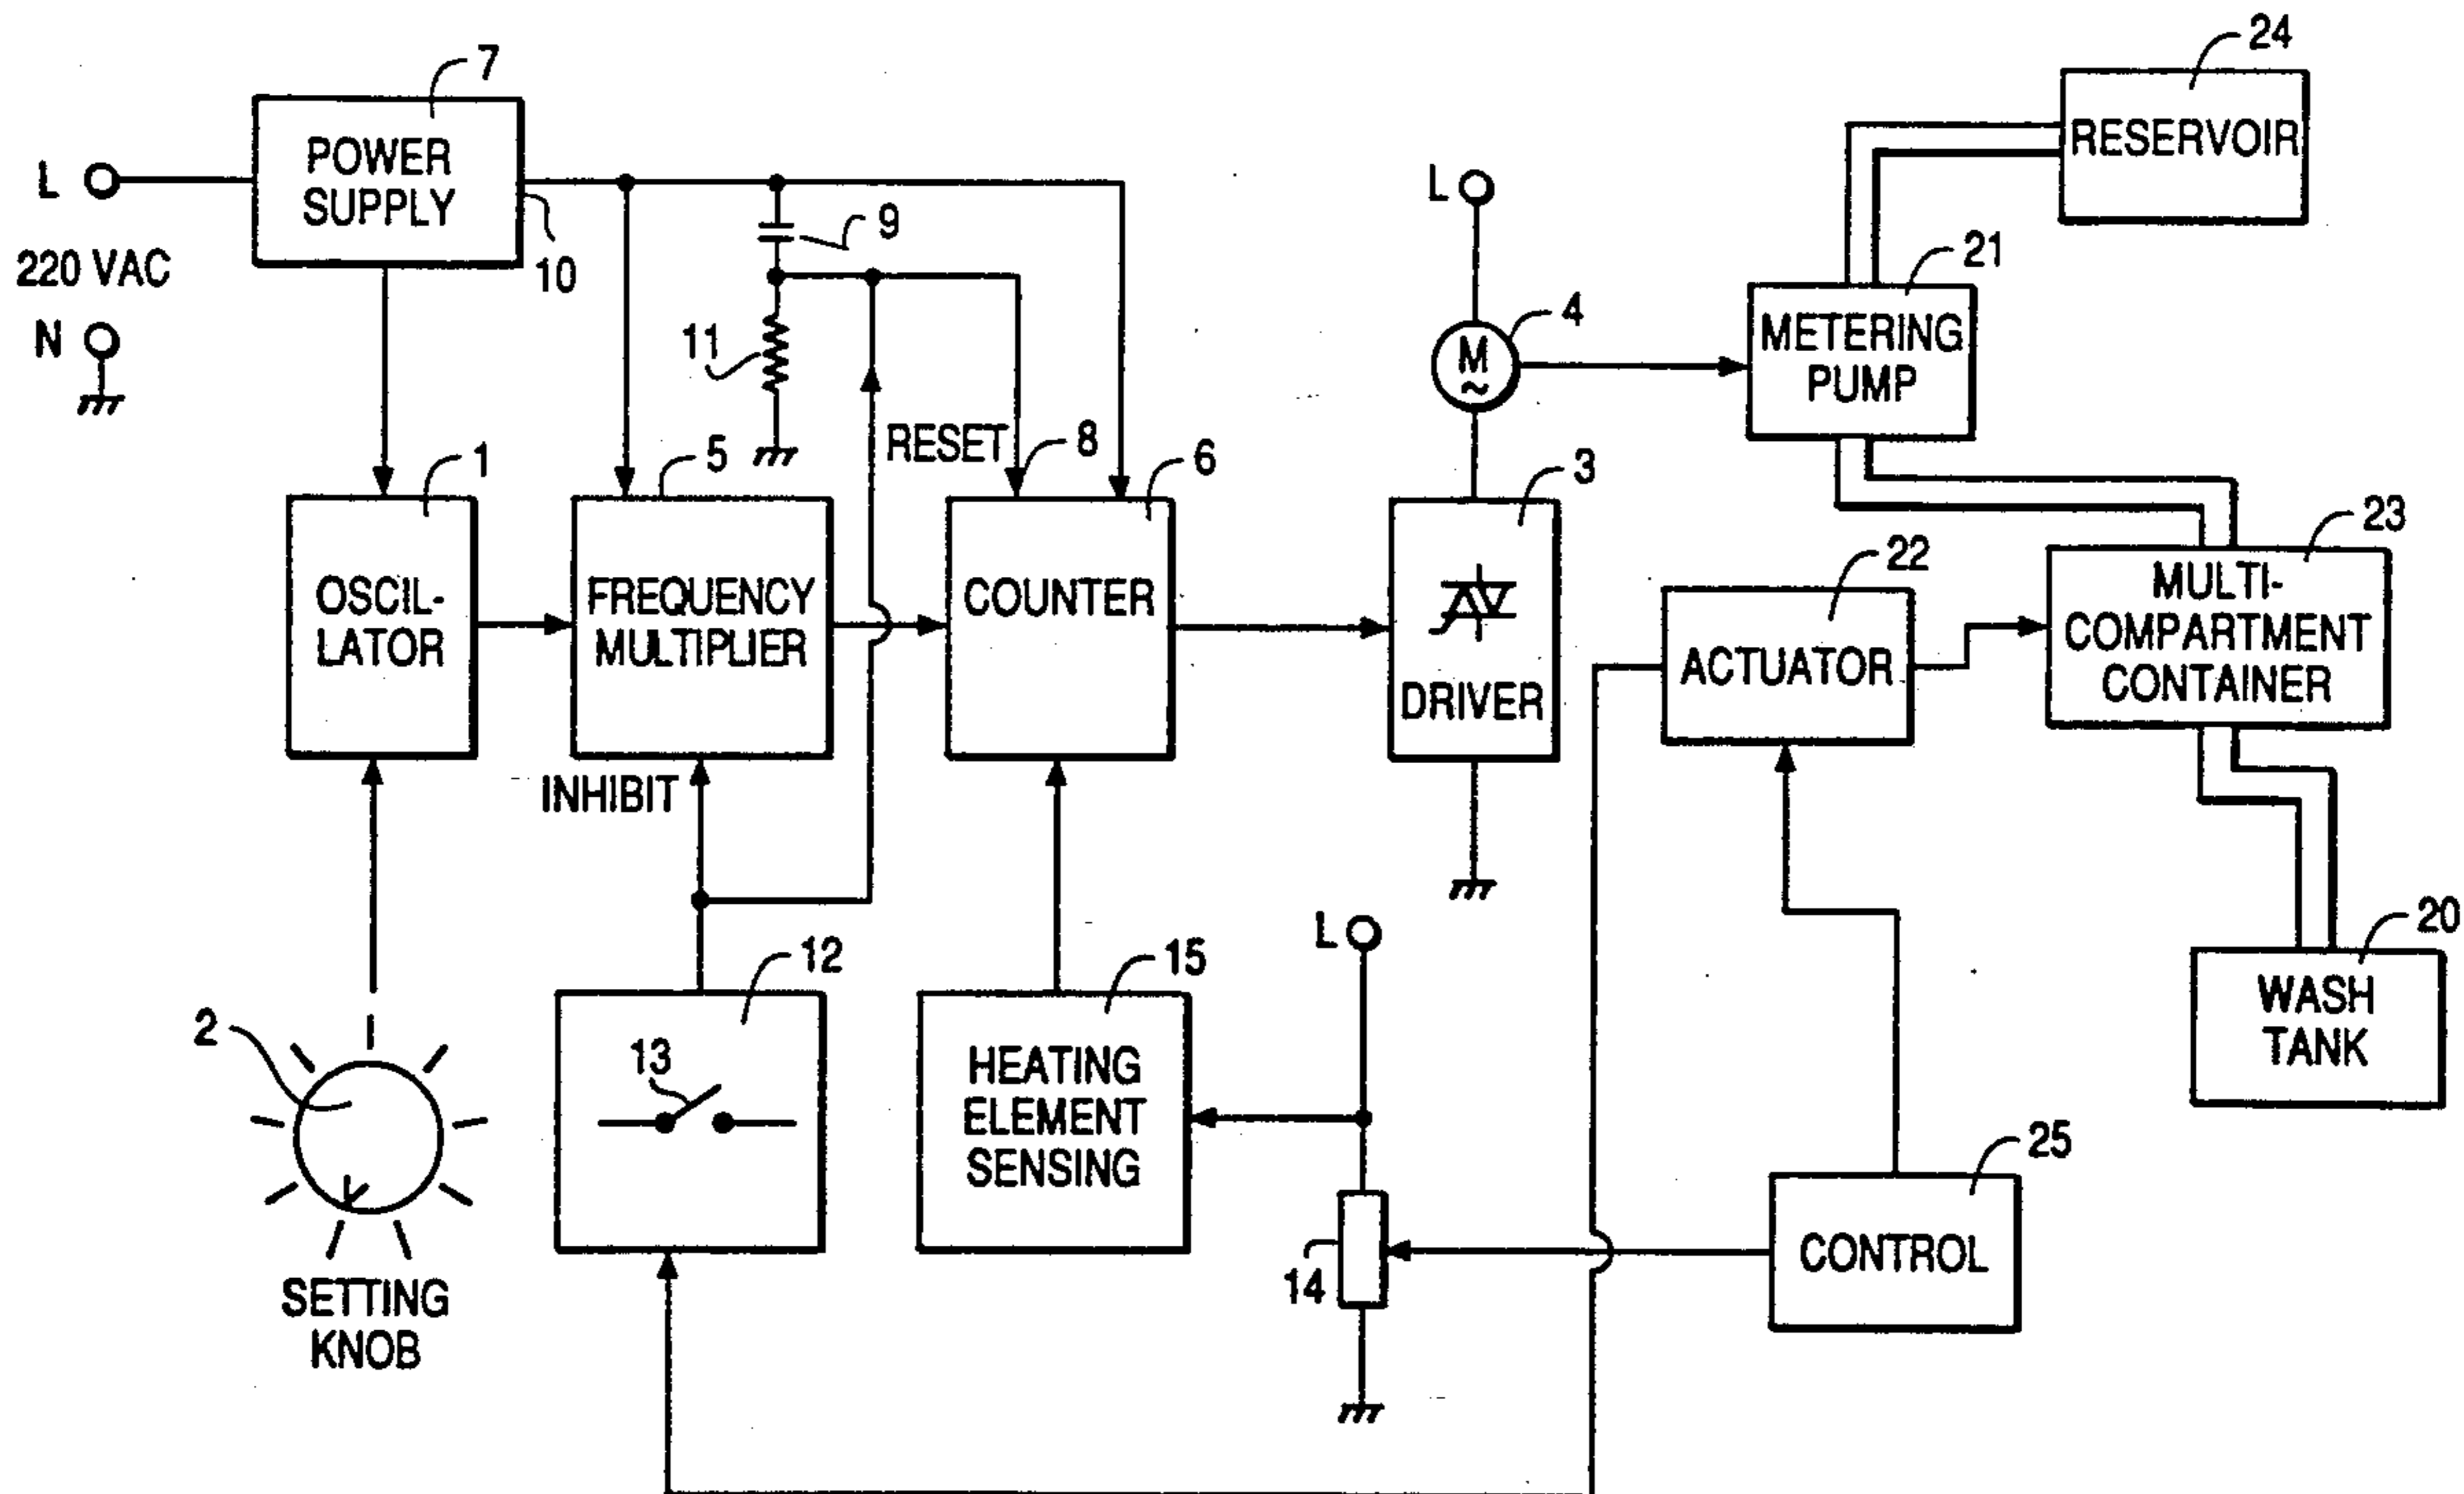 24
7
RESERVOIR
POWER
SUPPLY
L
L
9
21
220 VAC
10
4
METERING
PUMP
N
11
M
~
RESET
8
1
5
6
3
23
22
MULTI-
COMPARTMENT
CONTAINER
OSCIL-
LATOR
FREQUENCY
MULTIPLIER
COUNTER
ACTUATOR
DRIVER
INHIBIT
20
L
12
15
WASH
TANK
2
13
HEATING
ELEMENT
SENSING
25
CONTROL
14
SETTING
KNOB